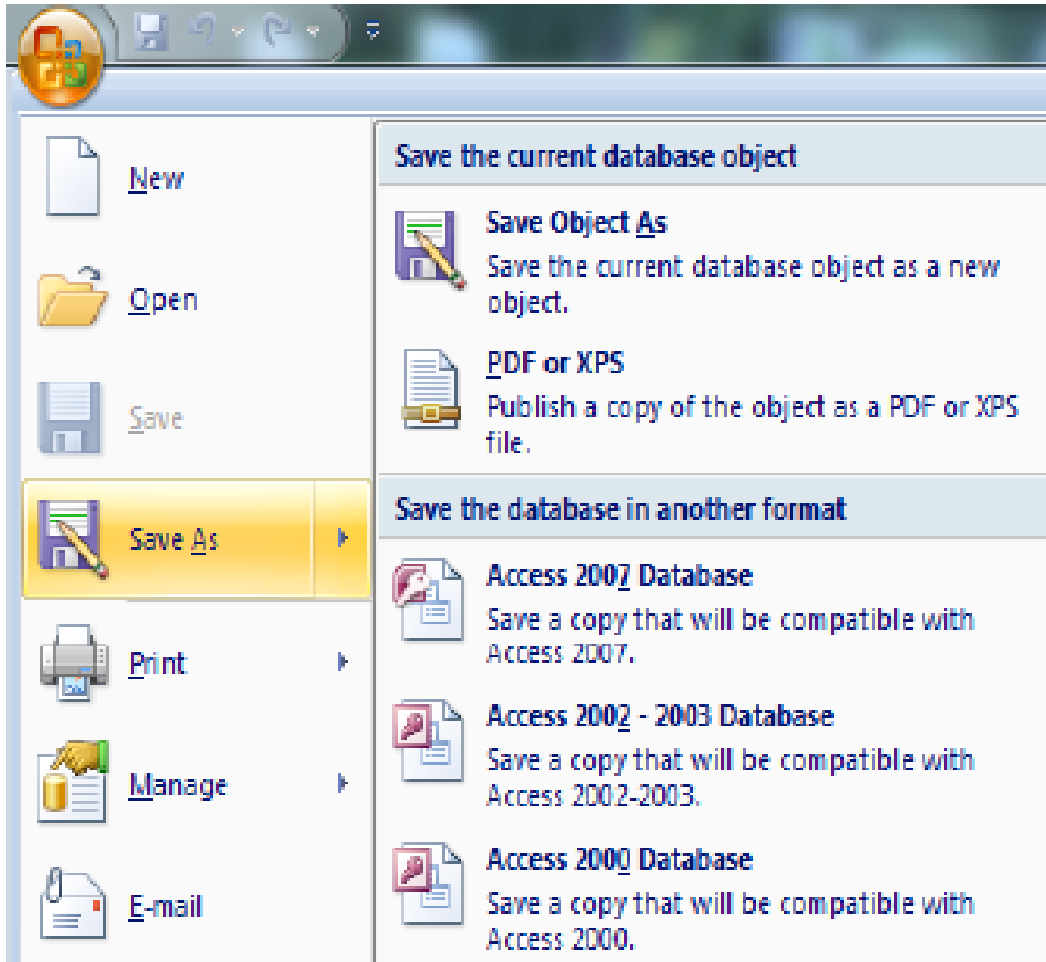 New
Open
Save
Save As
Print
Manage
E-mail
Save the current database object
Save Object As
Save the current database object as a new
object.
PDF or XPS
Publish a copy of the object as a PDF or XPS
file.
Save the database in another format
Access 2007 Database
Save a copy that will be compatible with
Access 2007.
Access 2002 - 2003 Database
Save a copy that will be compatible with
Access 2002-2003.
Access 2000 Database
Save a copy that will be compatible with
Access 2000.